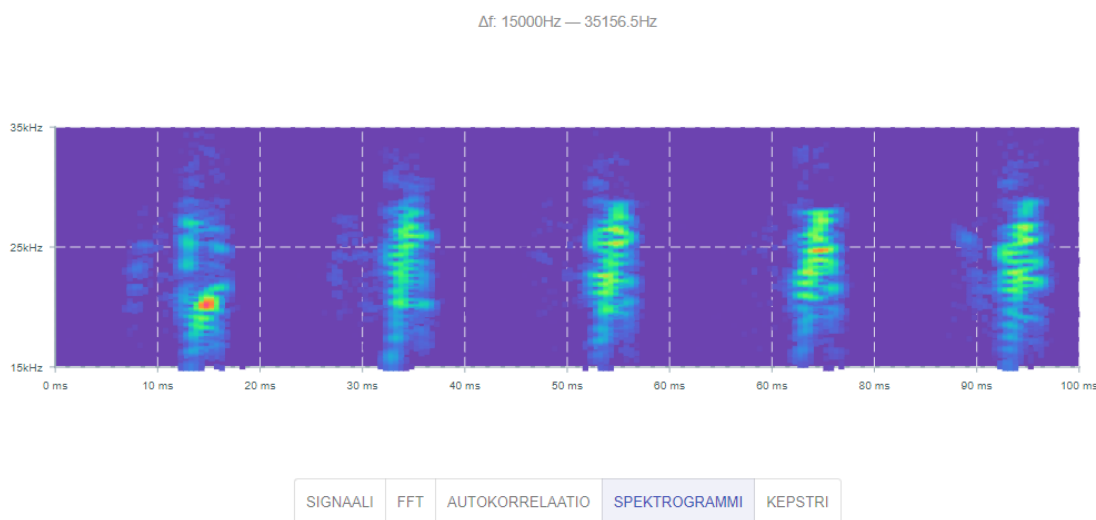 Δf: 15000Hz — 35156.5Hz
35kHz
25kHz
15kHz
0 ms 10 ms 20 ms 30 ms 40 ms 50 ms 60 ms 60 ms 80 ms 90 ms 100 ms
SIGNAALI FFT AUTOKORRELAATIO SPEKTROGRAMMI KEPSTRI